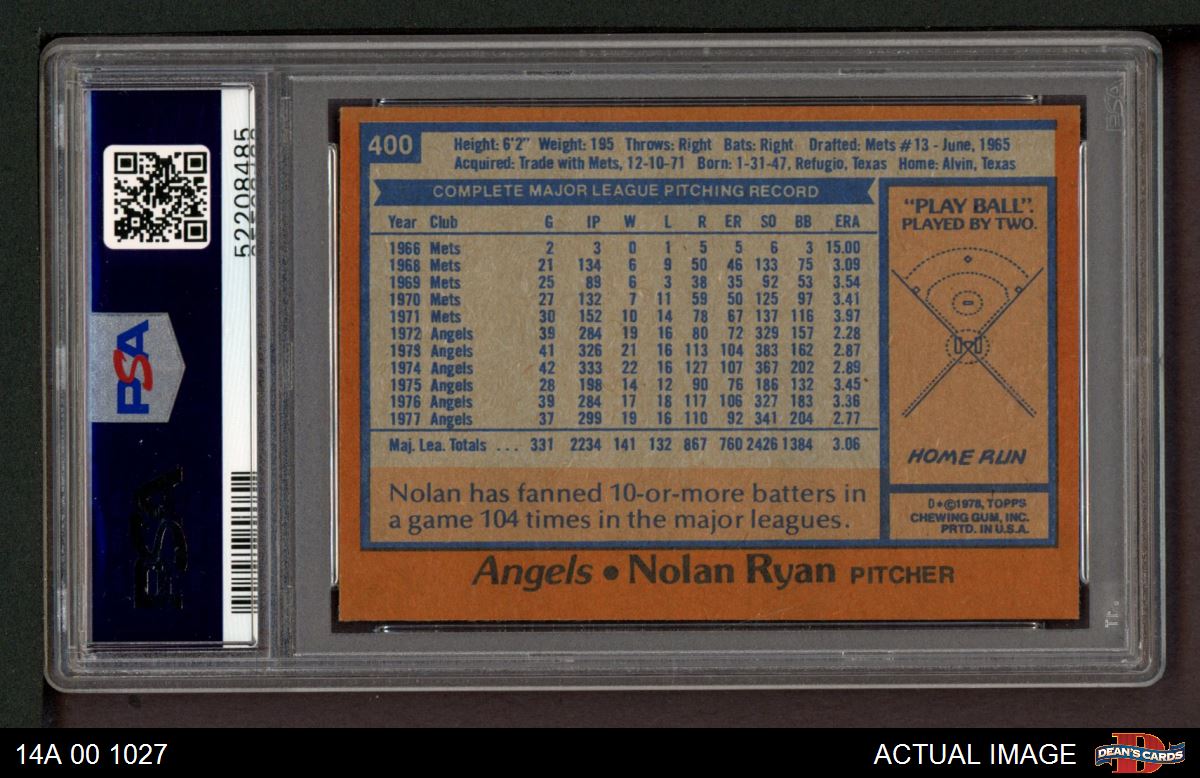 52208485
PSA
PSA
400
Height: 6'2" Weight: 195 Throws: Right Bats: Right Drafted: Mets #13 - June, 1965
Acquired: Trade with Mets, 12-10-71 Born: 1-31-47, Refugio, Texas Home: Alvin, Texas
COMPLETE MAJOR LEAGUE PITCHING RECORD
Year Club G IP W L R ER SO BB ERA
1966 Mets 2 3 0 1 5 5 6 3 15.00
1968 Mets 21 134 6 9 50 46 133 75 3.09
1969 Mets 25 89 6 3 38 35 92 53 3.54
1970 Mets 27 132 7 11 59 50 125 97 3.41
1971 Mets 30 152 10 14 78 67 137 116 3.97
1972 Angels 39 284 19 16 80 72 329 157 2.28
1973 Angels 41 326 21 16 113 104 383 162 2.87
1974 Angels 42 333 22 16 127 107 367 202 2.89
1975 Angels 28 198 14 12 90 76 186 132 3.45
1976 Angels 39 284 17 18 117 106 327 183 3.36
1977 Angels 37 299 19 16 110 92 341 204 2.77
Maj. Lea. Totals ... 331 2234 141 132 867 760 2426 1384 3.06
Nolan has fanned 10-or-more batters in
a game 104 times in the major leagues.
"PLAY BALL".
PLAYED BY TWO.
HOME RUN
D*©1978, TOPPS
CHEWING GUM, INC.
PRTD. IN U.S.A.
Angels • Nolan Ryan PITCHER
PSA
14A 00 1027
ACTUAL IMAGE
DEAN'S CARDS